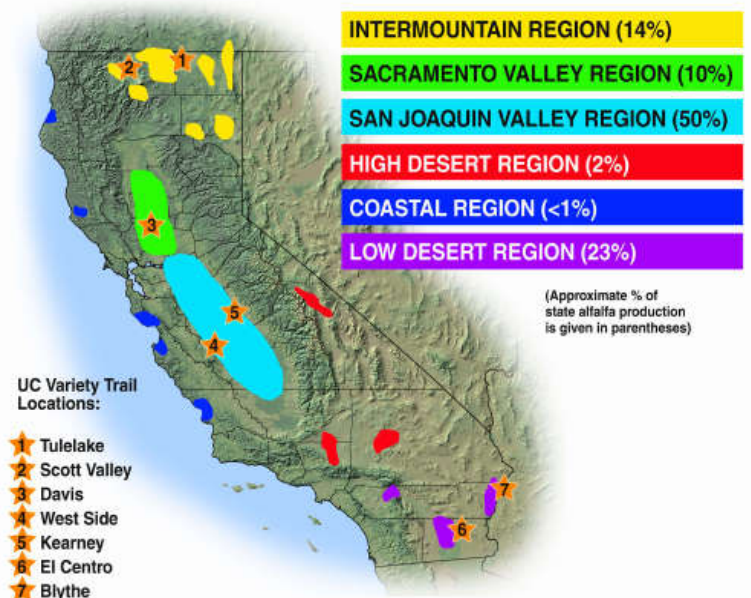 INTERMOUNTAIN REGION (14%)
SACRAMENTO VALLEY REGION (10%)
SAN JOAQUIN VALLEY REGION (50%)
HIGH DESERT REGION (2%)
COASTAL REGION (<1%)
LOW DESERT REGION (23%)
(Approximate % of
state alfalfa production
is given in parentheses)
2
1
3
5
4
7
6
UC Variety Trail
Locations:
1 Tulelake
2 Scott Valley
3 Davis
4 West Side
5 Kearney
6 El Centro
7 Blythe